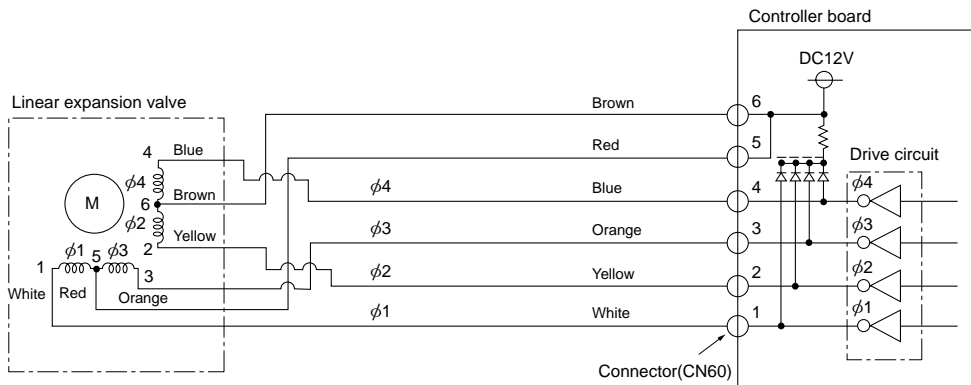 Controller board
DC12V
Linear expansion valve
Brown
6
Red
5
4
Blue
Drive circuit
ϕ4
ϕ4
M
6
Brown
ϕ4
Blue
4
ϕ2
ϕ3
Orange
3
ϕ3
2
Yellow
ϕ1
5
ϕ3
1
3
ϕ2
Yellow
2
ϕ2
White
Red
Orange
ϕ1
White
1
ϕ1
Connector(CN60)